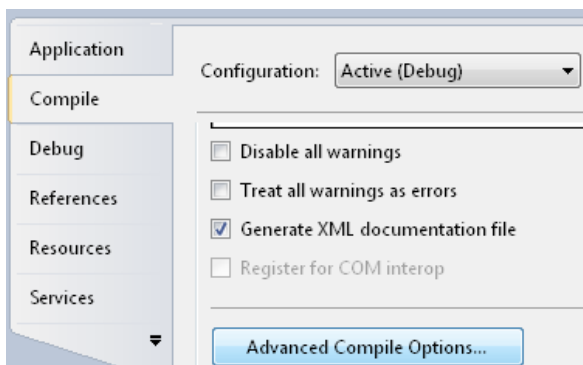 Application
Compile
Debug
References
Resources
Services
Configuration: Active (Debug)
Disable all warnings
Treat all warnings as errors
Generate XML documentation file
Register for COM interop
Advanced Compile Options...